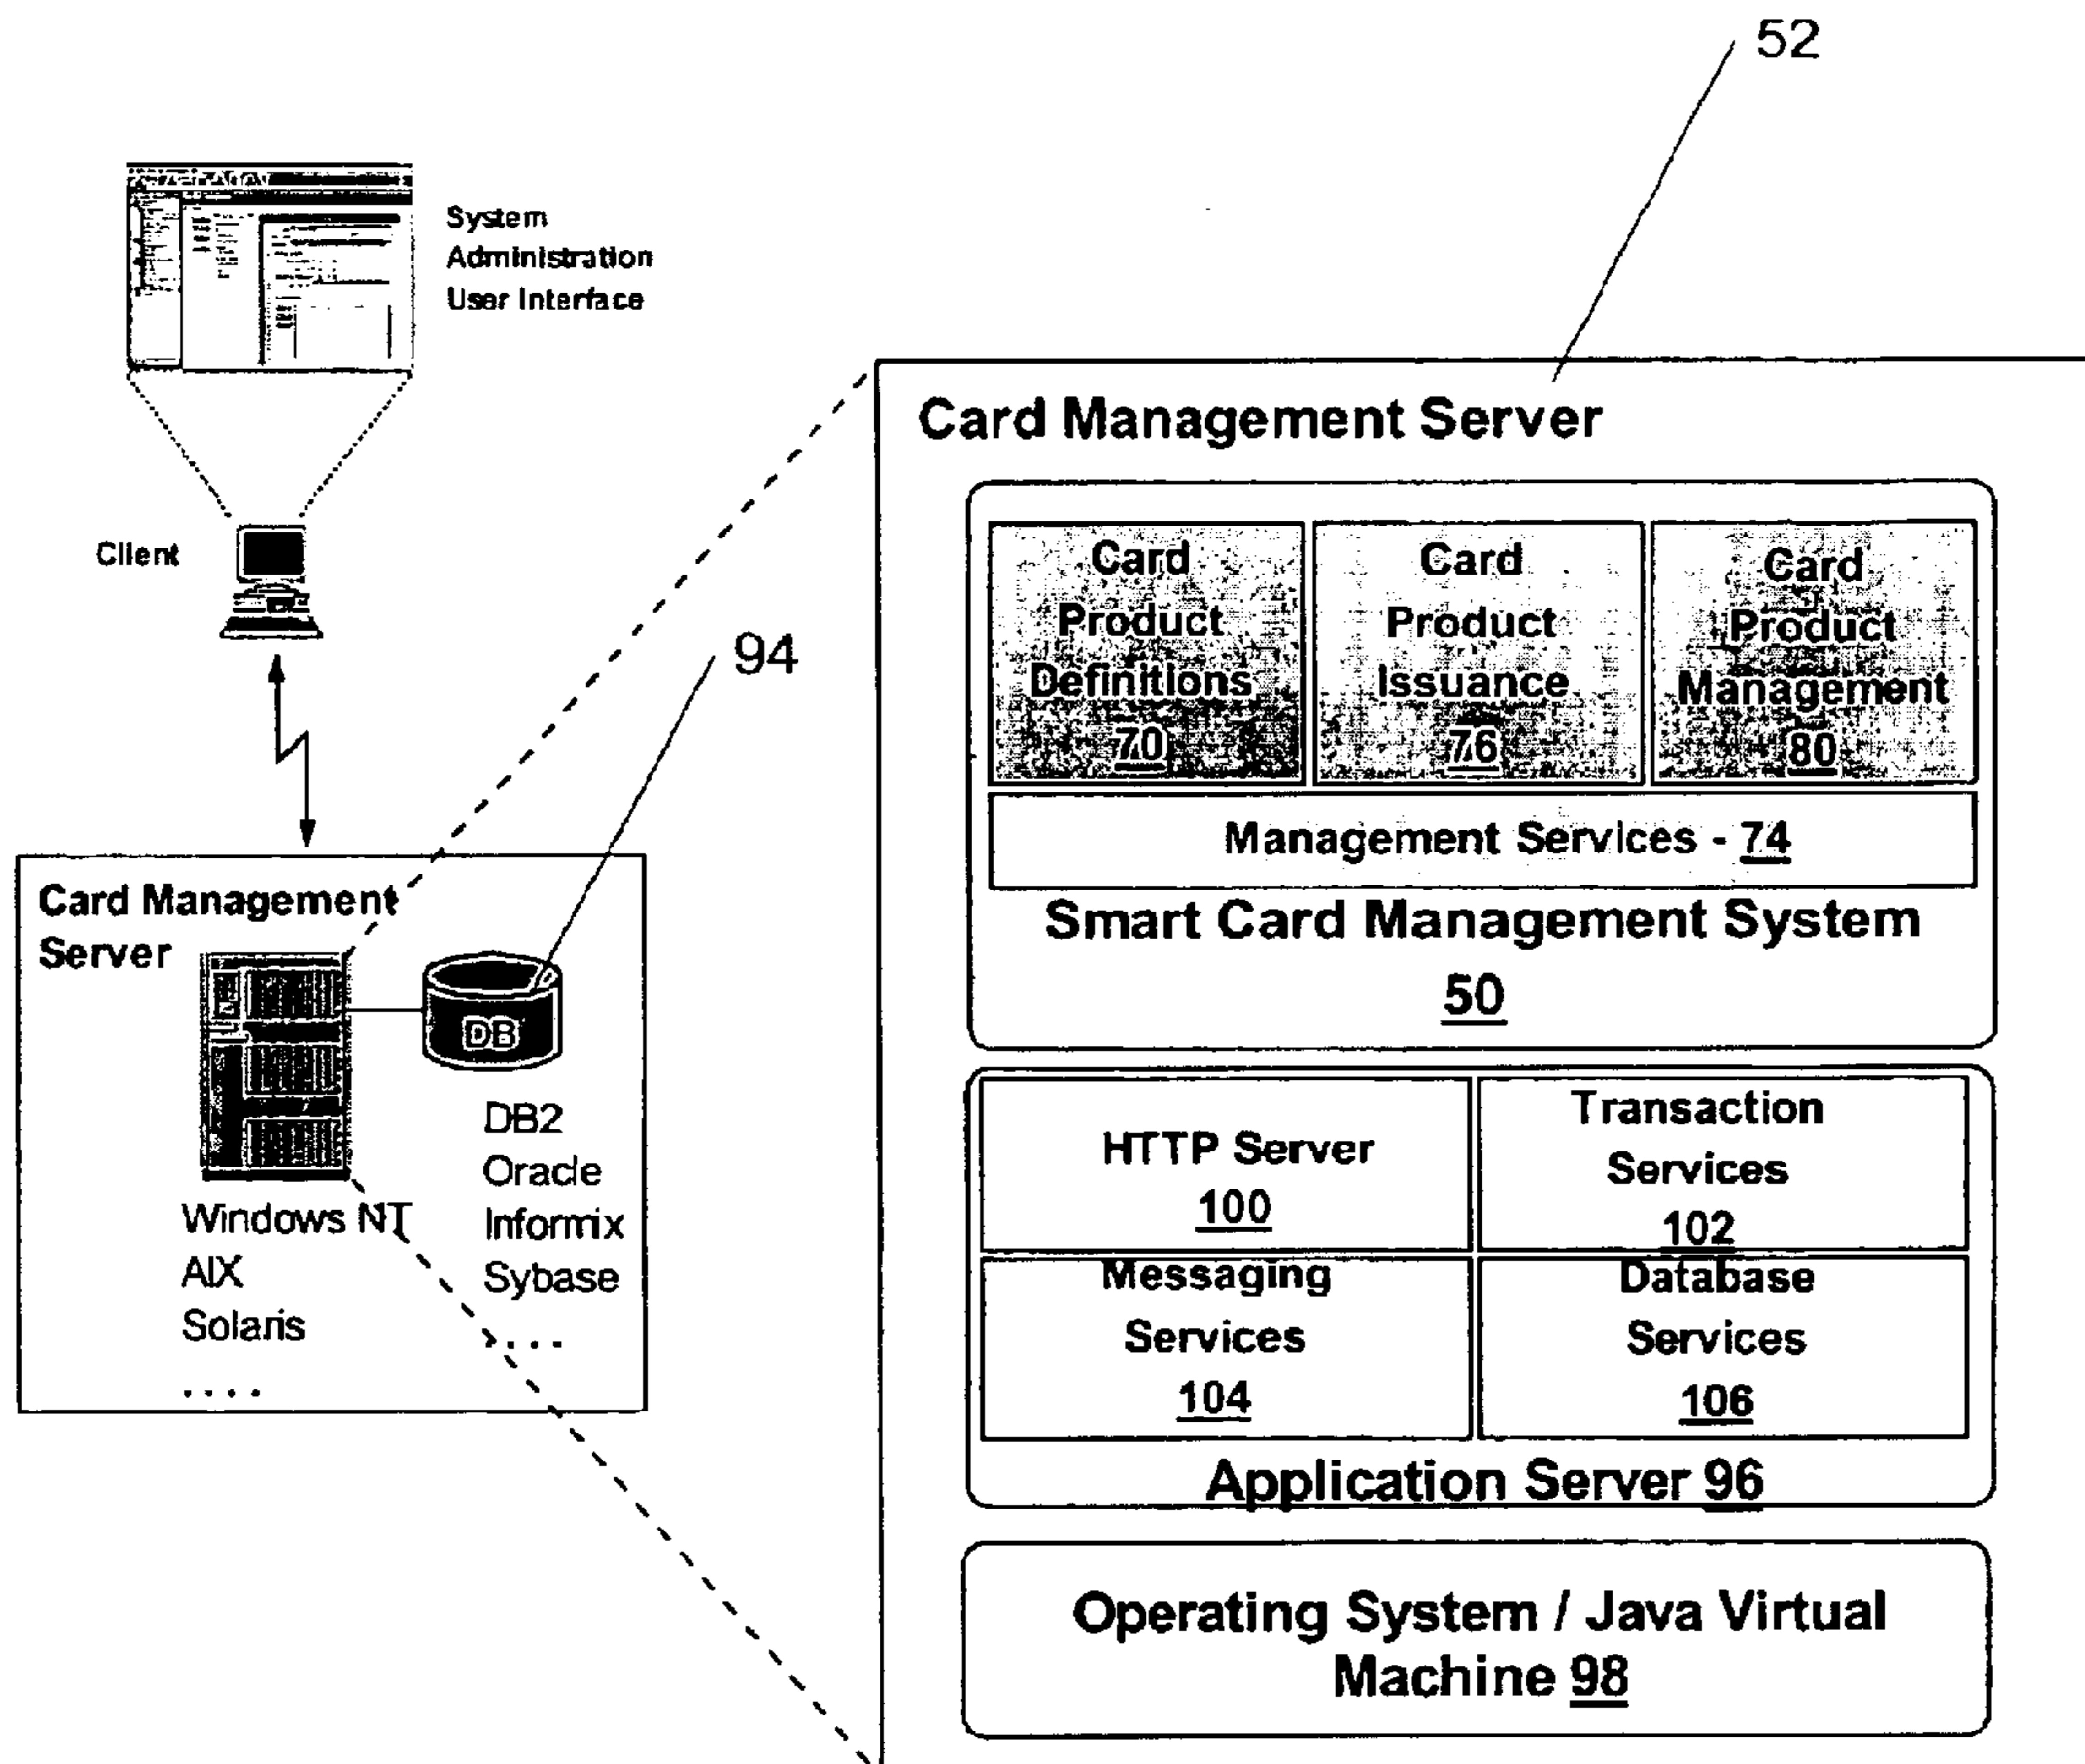 52
System
Administration
User Interface
Client
94
Card Management
Server
DB
DB2
Oracle
Informix
Sybase
. . . .
Windows NT
AIX
Solaris
. . . .
Card Management Server
Card
Product
Definitions
70
Card
Product
Issuance
76
Card
Product
Management
80
Management Services - 74
Smart Card Management System
50
HTTP Server
100
Transaction
Services
102
Messaging
Services
104
Database
Services
106
Application Server 96
Operating System / Java Virtual
Machine 98